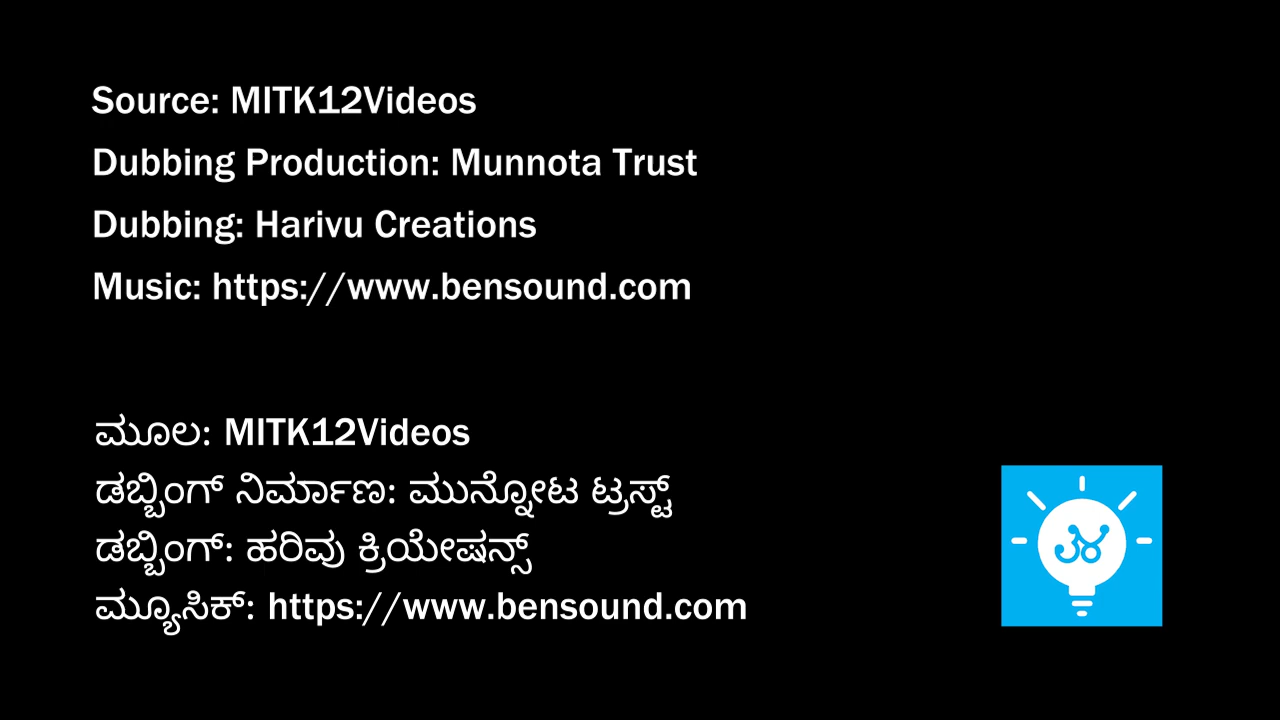 Source: MITK12Videos
Dubbing Production: Munnota Trust
Dubbing: Harivu Creations
Music: https://www.bensound.com
ಮೂಲ: MITK12Videos
ಡಬ್ಬಿಂಗ್ ನಿರ್ಮಾಣ: ಮುನ್ನೋಟ ಟ್ರಸ್ಟ್
ಡಬ್ಬಿಂಗ್: ಹರಿವು ಕ್ರಿಯೇಷನ್ಸ್
ಮ್ಯೂಸಿಕ್: https://www.bensound.com